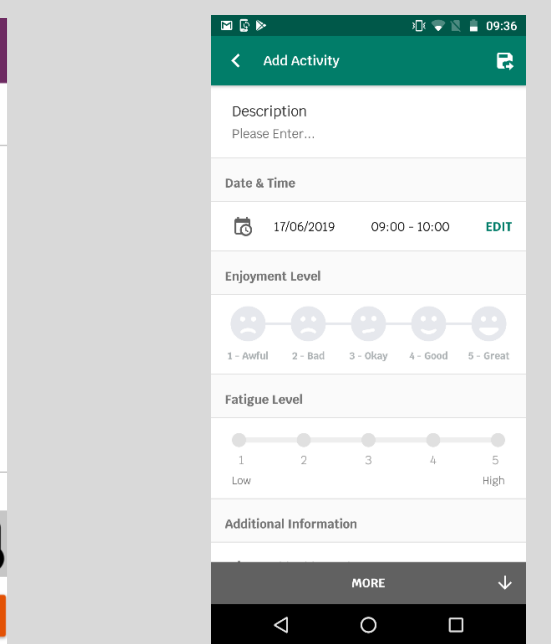 09:36
Add Activity
Description
Please Enter...
Date & Time
17/06/2019 09:00 - 10:00 EDIT
Enjoyment Level
1 - Awful 2 - Bad 3 - Okay 4 - Good 5 - Great
Fatigue Level
1 2 3 4 5
Low High
Additional Information
MORE